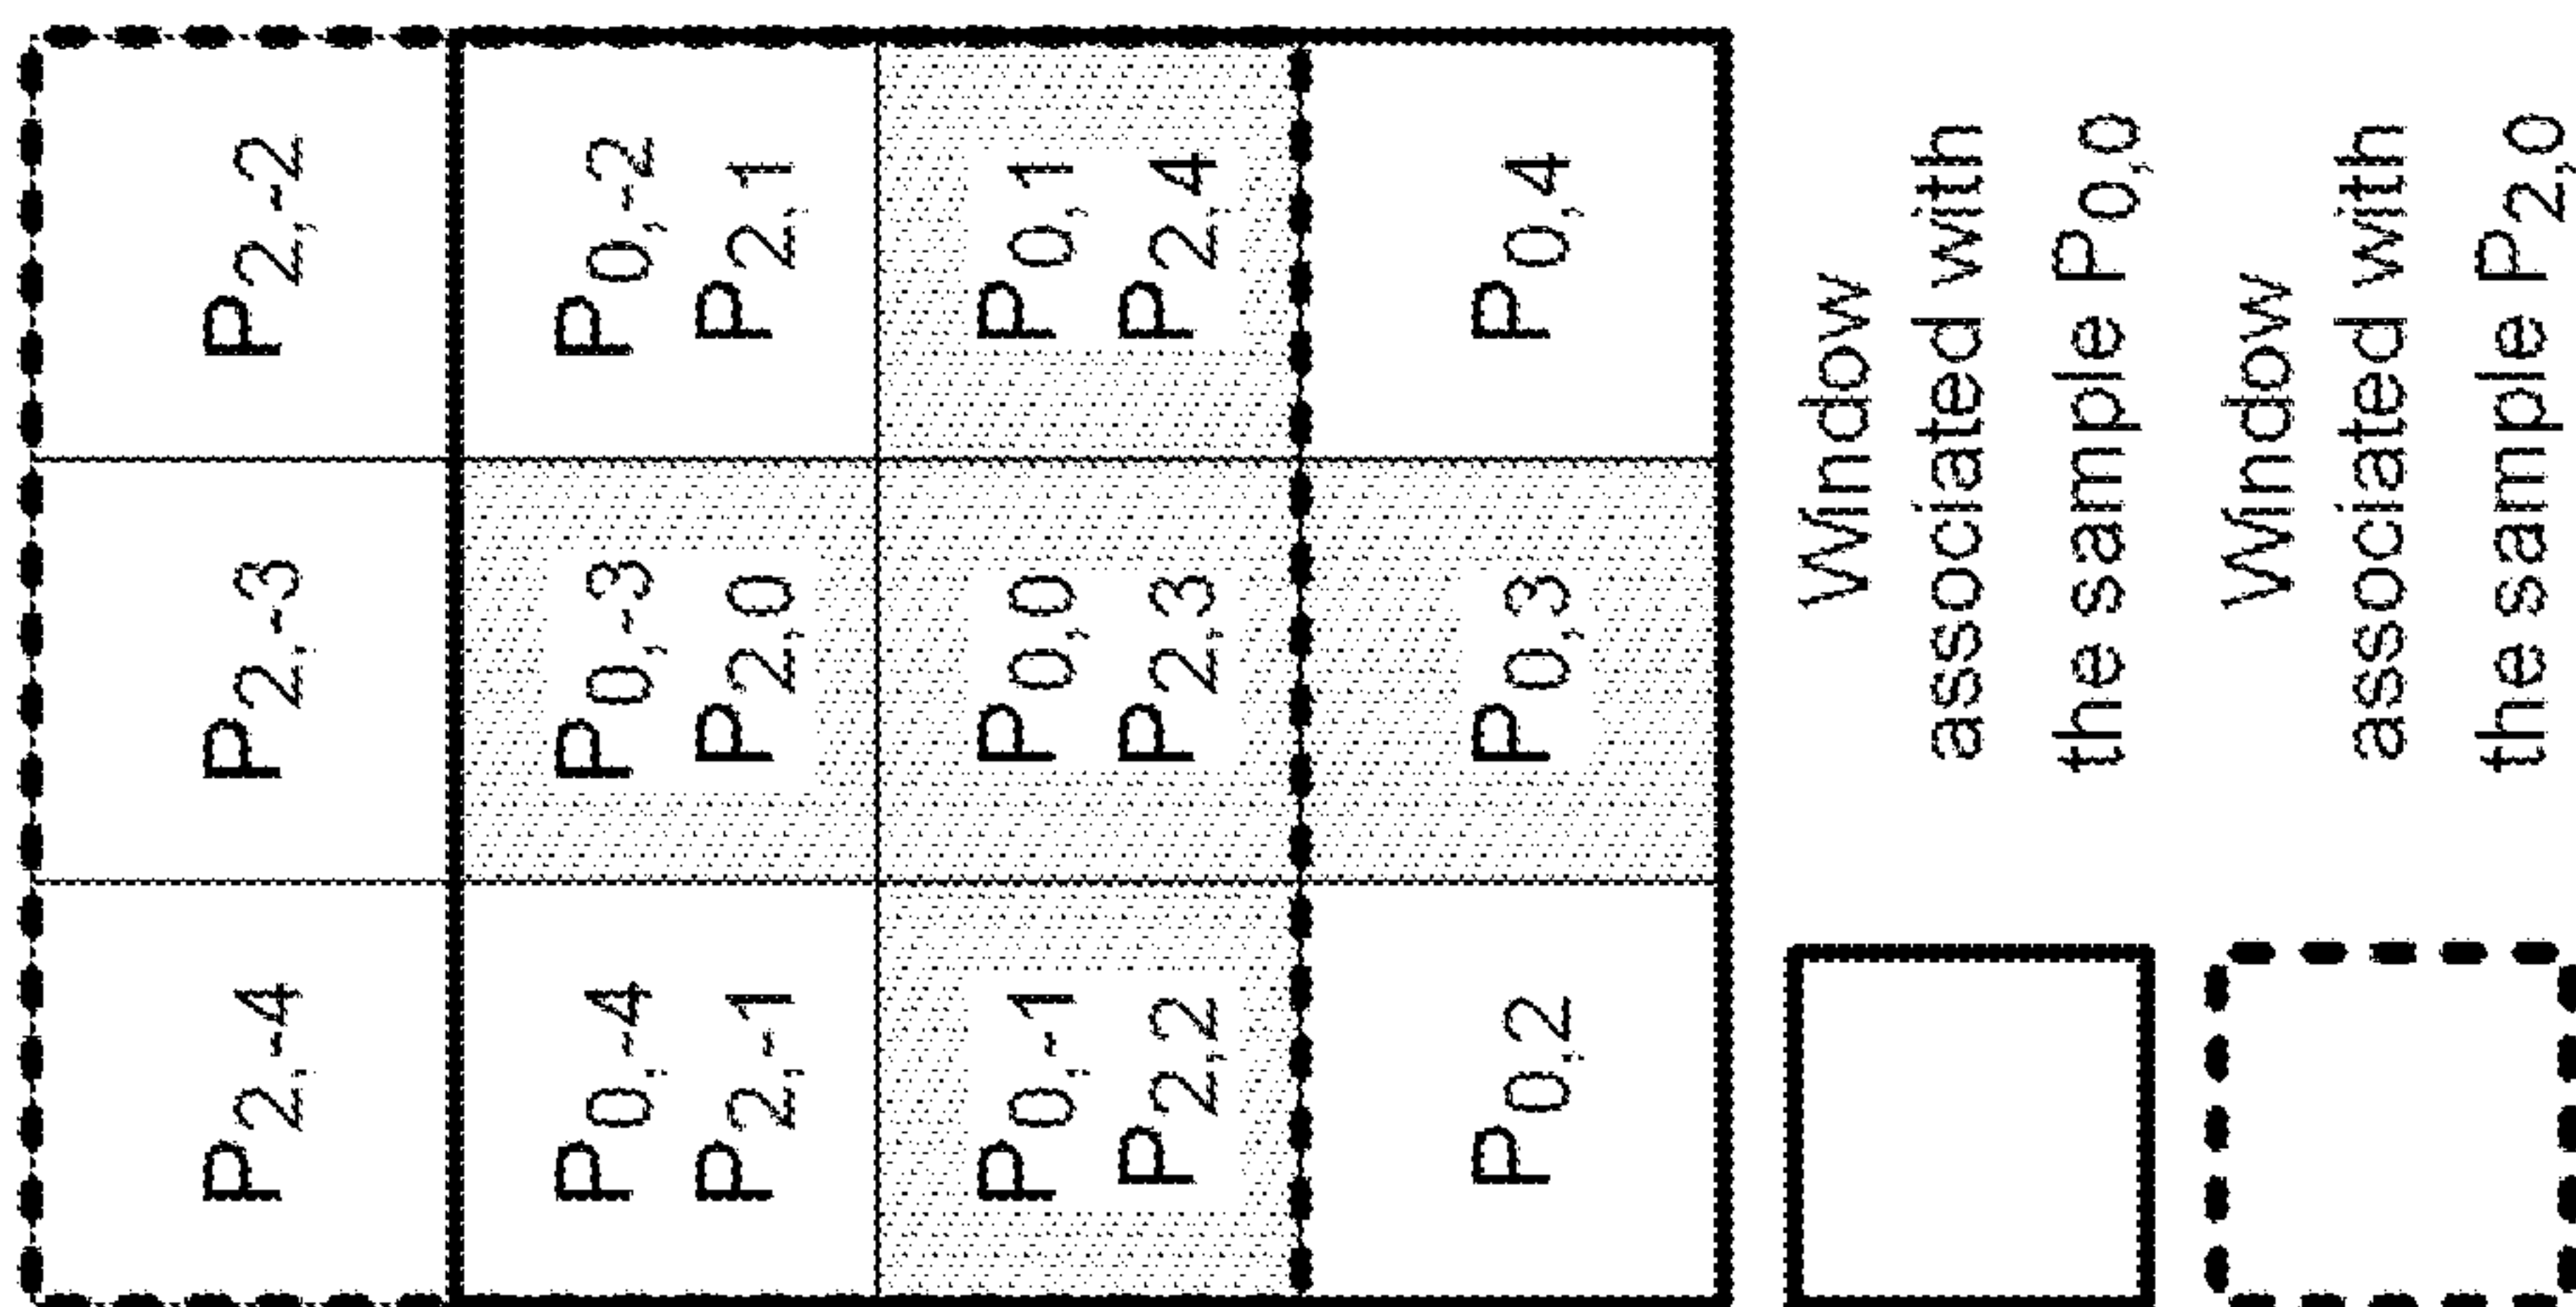 P2,-4 P2,-3 P2,-2
P0,-4 P0,-3 P0,-2
P2,-1 P2,0 P2,1
P0,-1 P0,0 P0,1
P2,2 P2,3 P2,4
P0,2 P0,3 P0,4
Window
associated with
the sample P0,0
Window
associated with
the sample P2,0